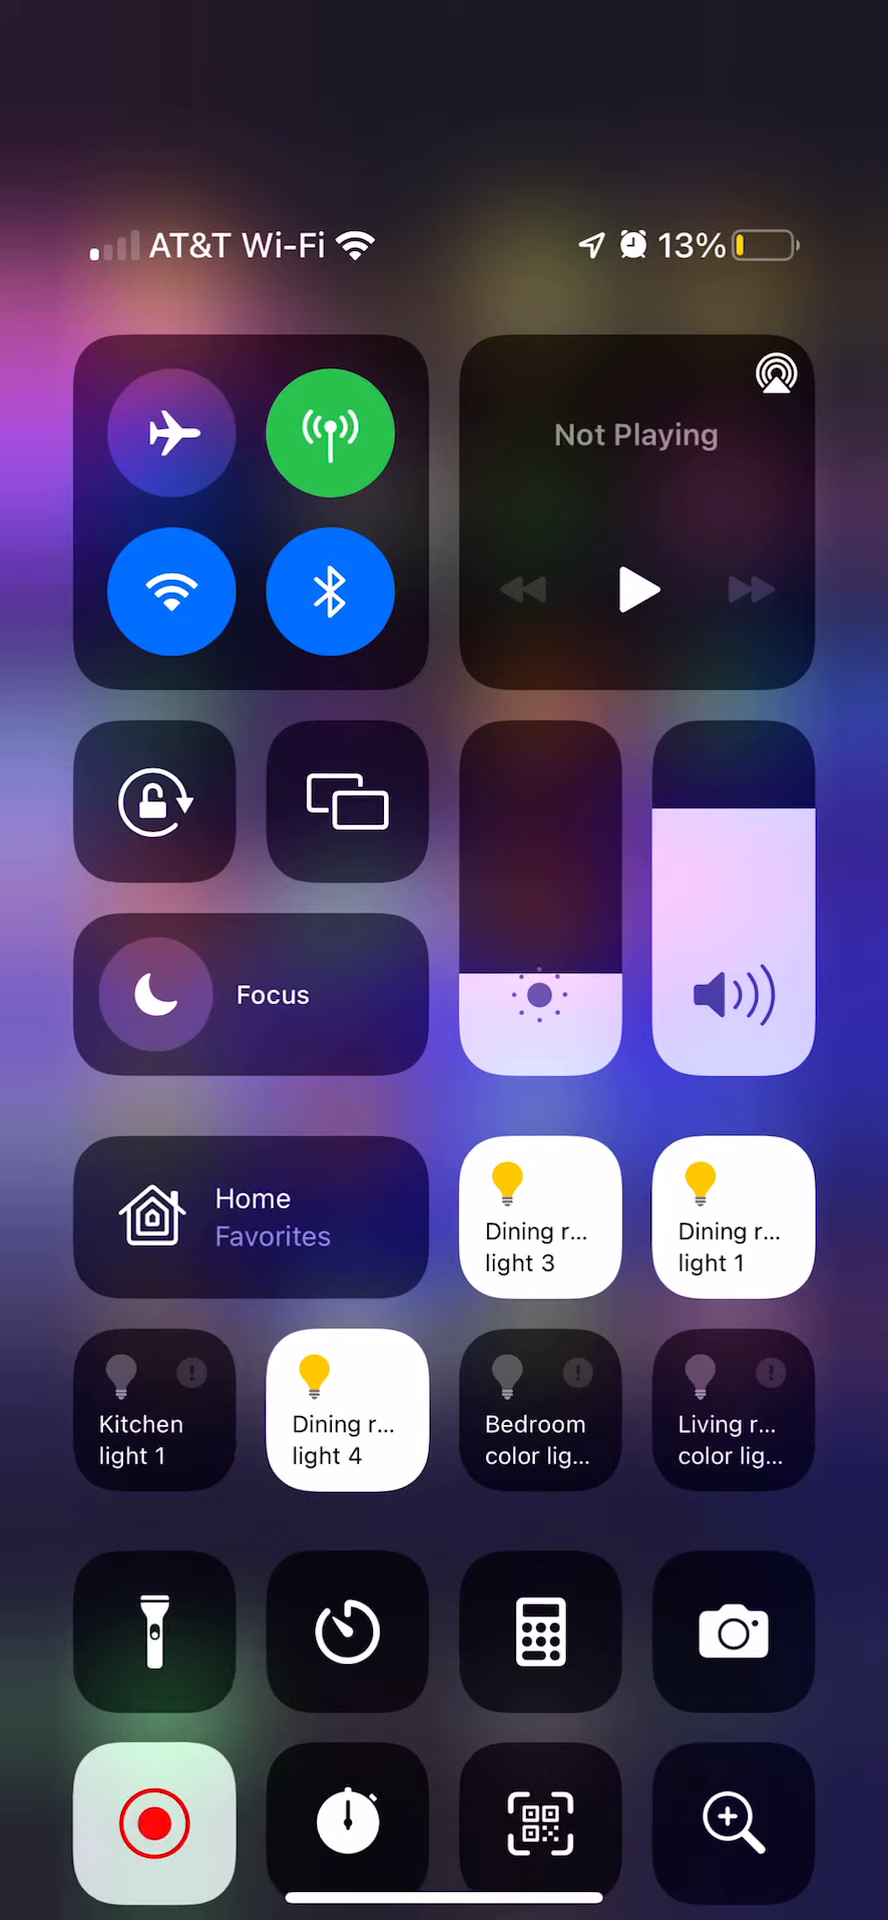 AT&T Wi-Fi
13%
Not Playing
Focus
Home
Favorites
Dining r...
light 3
Dining r...
light 1
Kitchen
light 1
Dining r...
light 4
Bedroom
color lig...
Living r...
color lig...